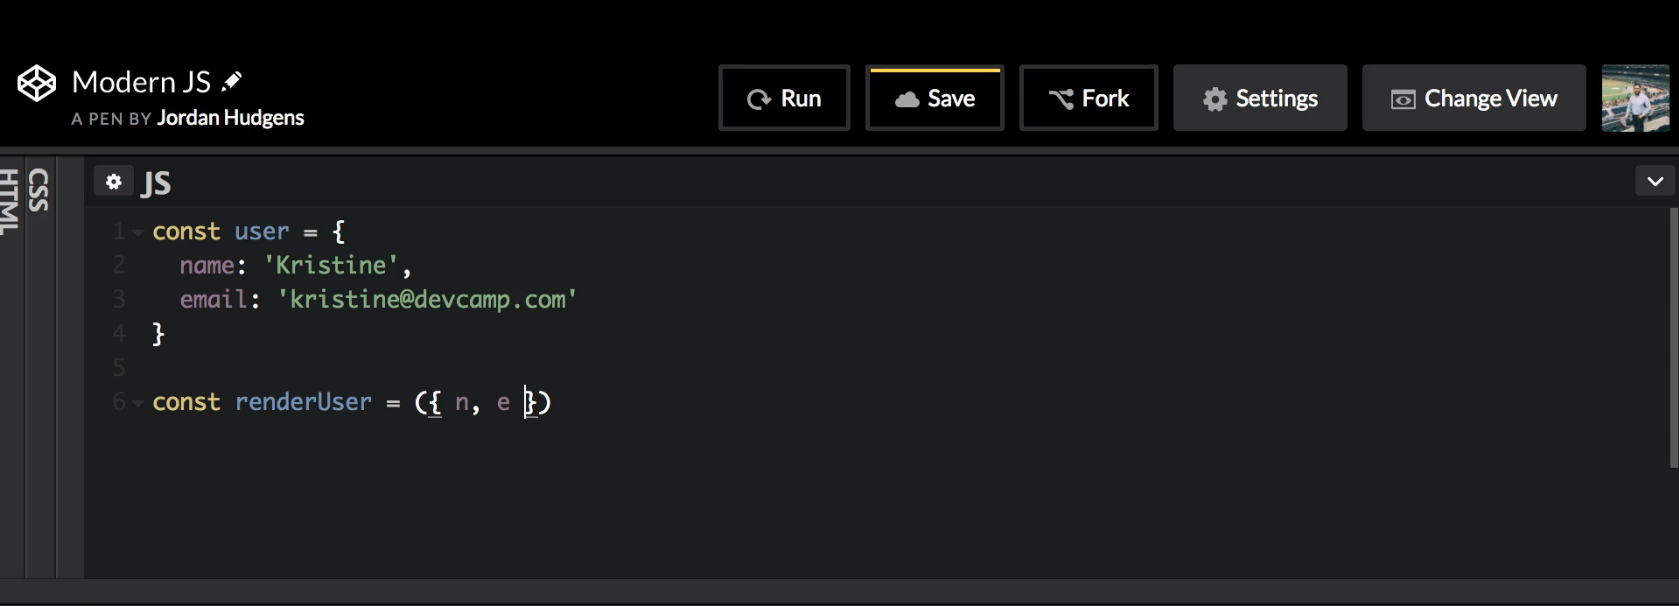 Modern JS
A PEN BY Jordan Hudgens
Run
Save
Fork
Settings
Change View
HTML
CSS
JS
1 const user = {
2 name: 'Kristine',
3 email: 'kristine@devcamp.com'
4 }
5
6 const renderUser = ({ n, e })